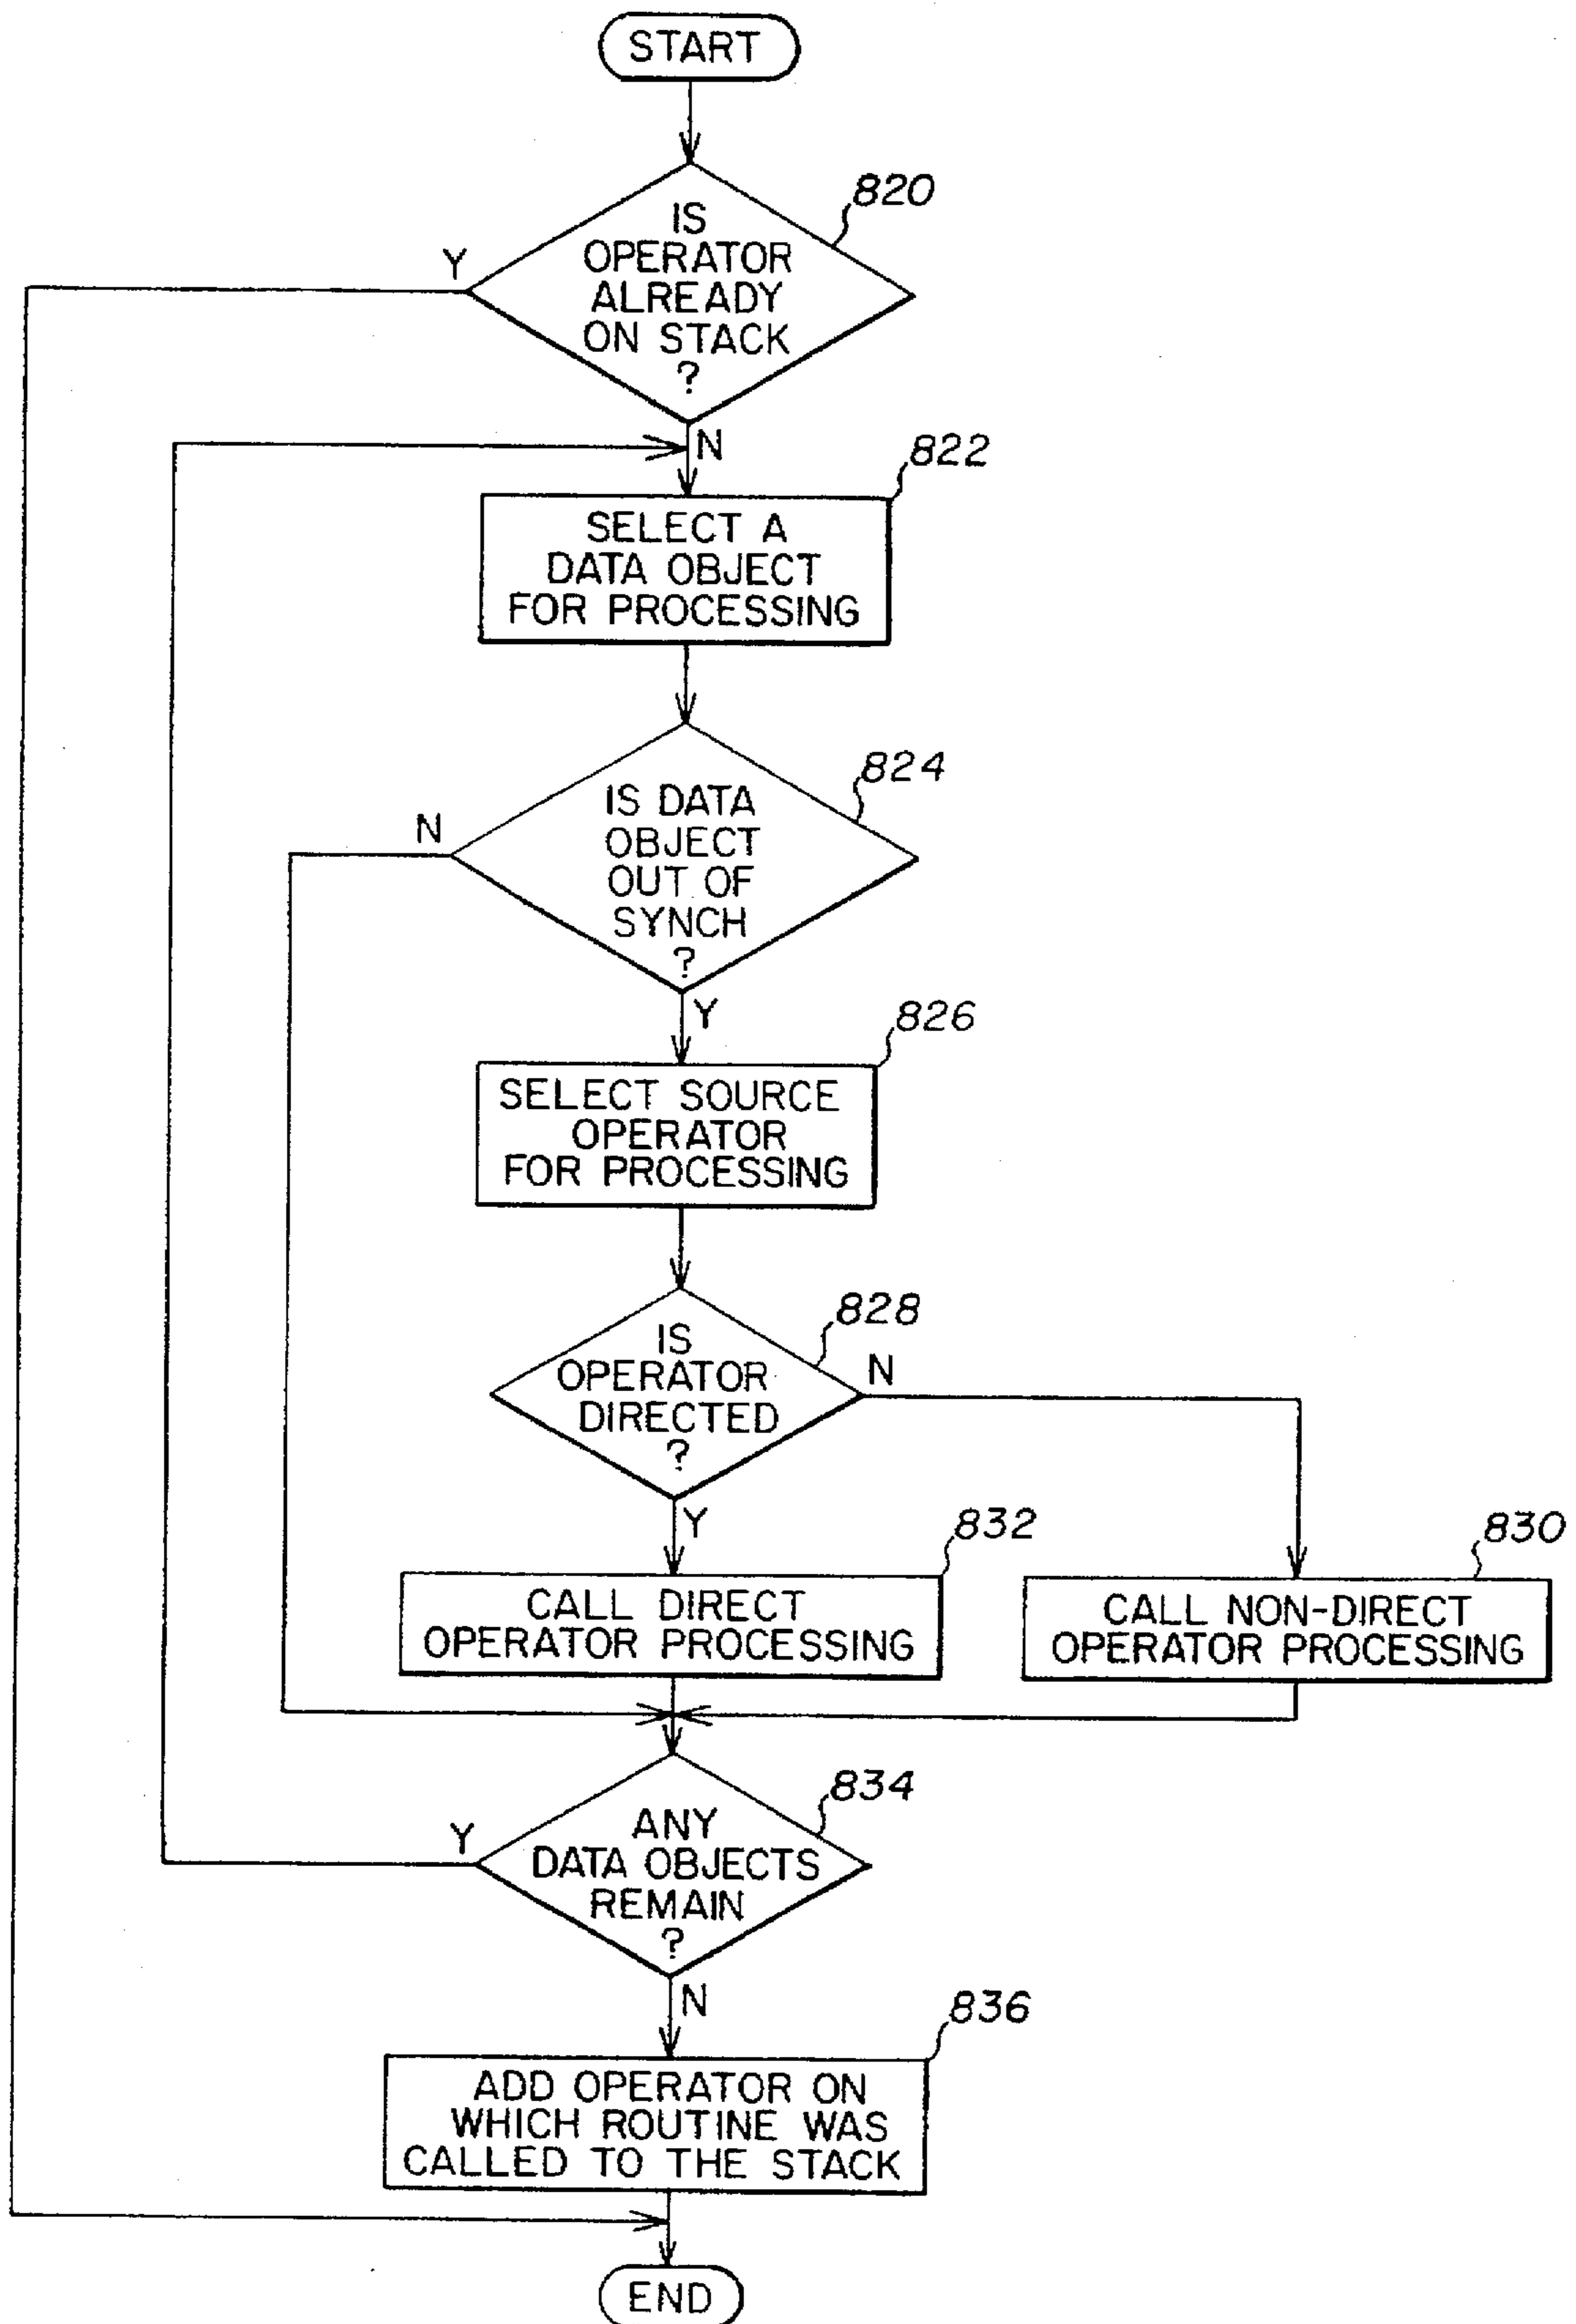 START
820
IS
OPERATOR
ALREADY
ON STACK
?
Y
N
822
SELECT A
DATA OBJECT
FOR PROCESSING
824
IS DATA
OBJECT
OUT OF
SYNCH
?
N
Y
826
SELECT SOURCE
OPERATOR
FOR PROCESSING
828
IS
OPERATOR
DIRECTED
?
N
Y
832
CALL DIRECT
OPERATOR PROCESSING
830
CALL NON-DIRECT
OPERATOR PROCESSING
834
ANY
DATA OBJECTS
REMAIN
?
Y
N
836
ADD OPERATOR ON
WHICH ROUTINE WAS
CALLED TO THE STACK
END